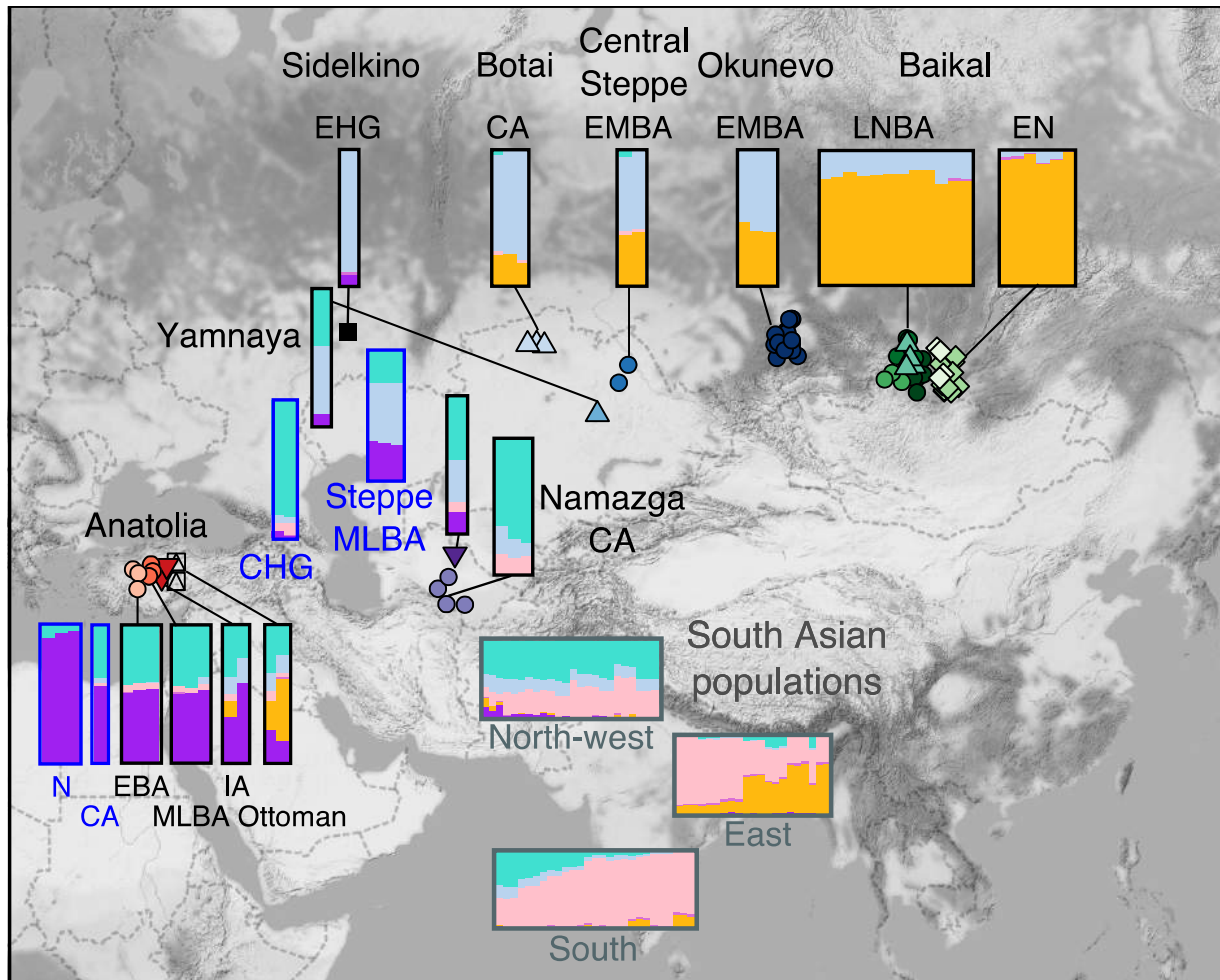 Sidelkino
Botai
Central
Steppe
Okunevo
Baikal
EHG
CA
EMBA
EMBA
LNBA
EN
Yamnaya
Steppe
MLBA
CHG
Namazga
CA
Anatolia
N
CA
EBA
MLBA
IA
Ottoman
South Asian
populations
North-west
East
South